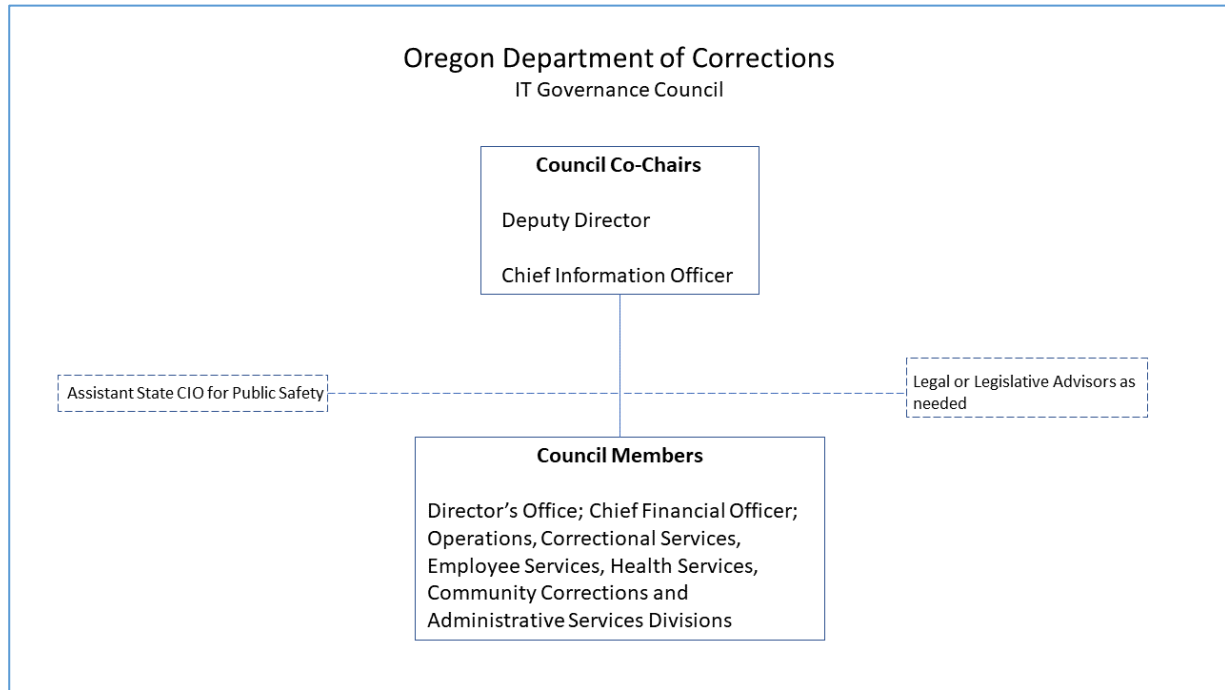 Oregon Department of Corrections
IT Governance Council
Council Co-Chairs
Deputy Director
Chief Information Officer
Assistant State CIO for Public Safety
Legal or Legislative Advisors as
needed
Council Members
Director’s Office; Chief Financial Officer;
Operations, Correctional Services,
Employee Services, Health Services,
Community Corrections and
Administrative Services Divisions